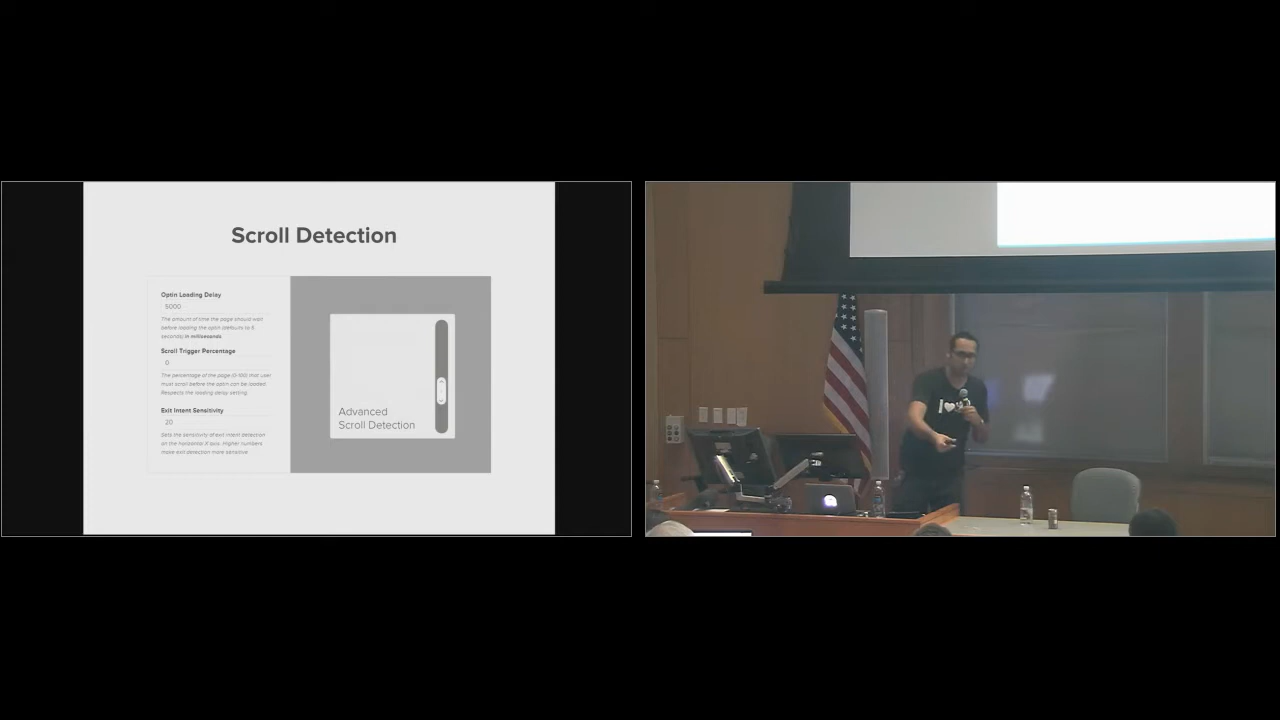 Scroll Detection
Optin Loading Delay
5000
The amount of time the page should wait
before loading the optin (defaults to 5
seconds) in milliseconds.
Scroll Trigger Percentage
0
The percentage of the page (0-100) that user
must scroll before the optin can be loaded.
Respects the loading delay setting.
Exit Intent Sensitivity
20
Sets the sensitivity of exit intent detection
on the horizontal X axis. Higher numbers
make exit detection more sensitive.
Advanced
Scroll Detection
I